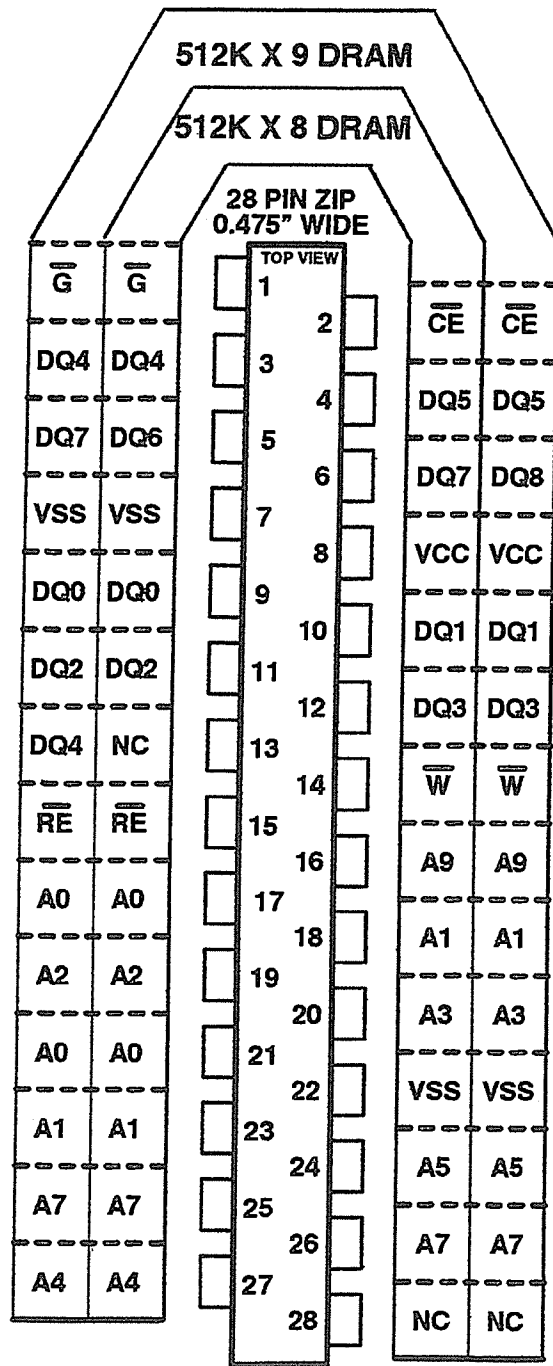 512K X 9 DRAM
512K X 8 DRAM
28 PIN ZIP
0.475" WIDE
TOP VIEW
G̅ G̅ 1
2 C̅E̅ C̅E̅
DQ4 DQ4 3
4 DQ5 DQ5
DQ7 DQ6 5
6 DQ7 DQ8
VSS VSS 7
8 VCC VCC
DQ0 DQ0 9
10 DQ1 DQ1
DQ2 DQ2 11
12 DQ3 DQ3
DQ4 NC 13
14 W̅ W̅
R̅E̅ R̅E̅ 15
16 A9 A9
A0 A0 17
18 A1 A1
A2 A2 19
20 A3 A3
A0 A0 21
22 VSS VSS
A1 A1 23
24 A5 A5
A7 A7 25
26 A7 A7
A4 A4 27
28 NC NC